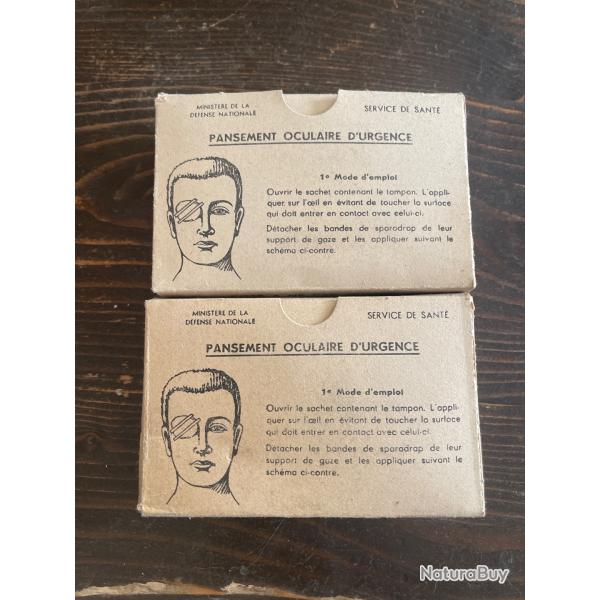 MINISTERE DE LA
DÉFENSE NATIONALE
SERVICE DE SANTÉ
PANSEMENT OCULAIRE D'URGENCE
1º Mode d'emploi
Ouvrir le sachet contenant le tampon. L'appli-
quer sur l'œil en évitant de toucher la surface
qui doit entrer en contact avec celui-ci.
Détacher les bandes de sparadrap de leur
support de gaze et les appliquer suivant le
schéma ci-contre.
MINISTERE DE LA
DÉFENSE NATIONALE
SERVICE DE SANTÉ
PANSEMENT OCULAIRE D'URGENCE
1º Mode d'emploi
Ouvrir le sachet contenant le tampon. L'appli-
quer sur l'œil en évitant de toucher la surface
qui doit entrer en contact avec celui-ci.
Détacher les bandes de sparadrap de leur
support de gaze et les appliquer suivant le
schéma ci-contre.
NaturaBuy